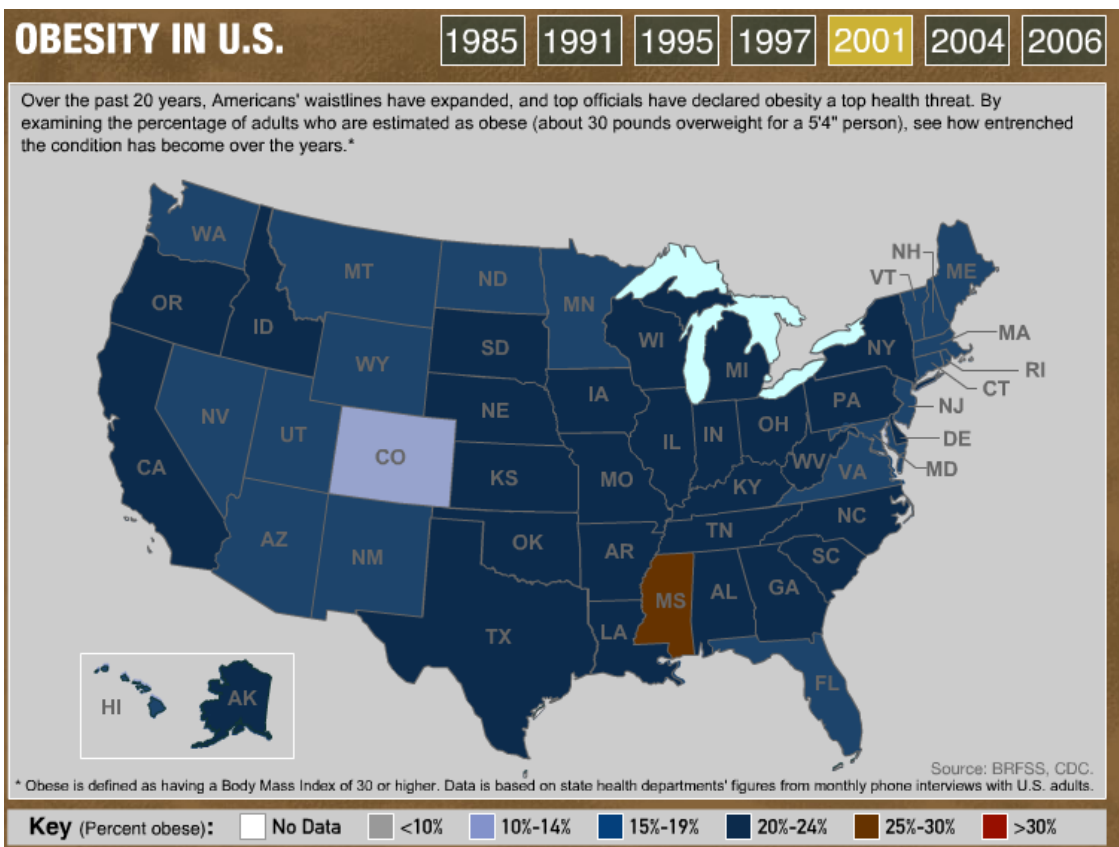 OBESITY IN U.S.
1985 1991 1995 1997 2001 2004 2006
Over the past 20 years, Americans' waistlines have expanded, and top officials have declared obesity a top health threat. By
examining the percentage of adults who are estimated as obese (about 30 pounds overweight for a 5'4" person), see how entrenched
the condition has become over the years.*
WA
MT
ND
MN
OR
ID
WY
SD
WI
MI
NY
VT
NH
ME
MA
RI
CT
NJ
DE
MD
NV
UT
CO
NE
IA
IL
IN
OH
PA
WV
VA
CA
KS
MO
KY
NC
AZ
NM
OK
AR
TN
SC
MS
AL
GA
TX
LA
FL
HI
AK
Source: BRFSS, CDC.
* Obese is defined as having a Body Mass Index of 30 or higher. Data is based on state health departments' figures from monthly phone interviews with U.S. adults.
Key (Percent obese): No Data <10% 10%-14% 15%-19% 20%-24% 25%-30% >30%